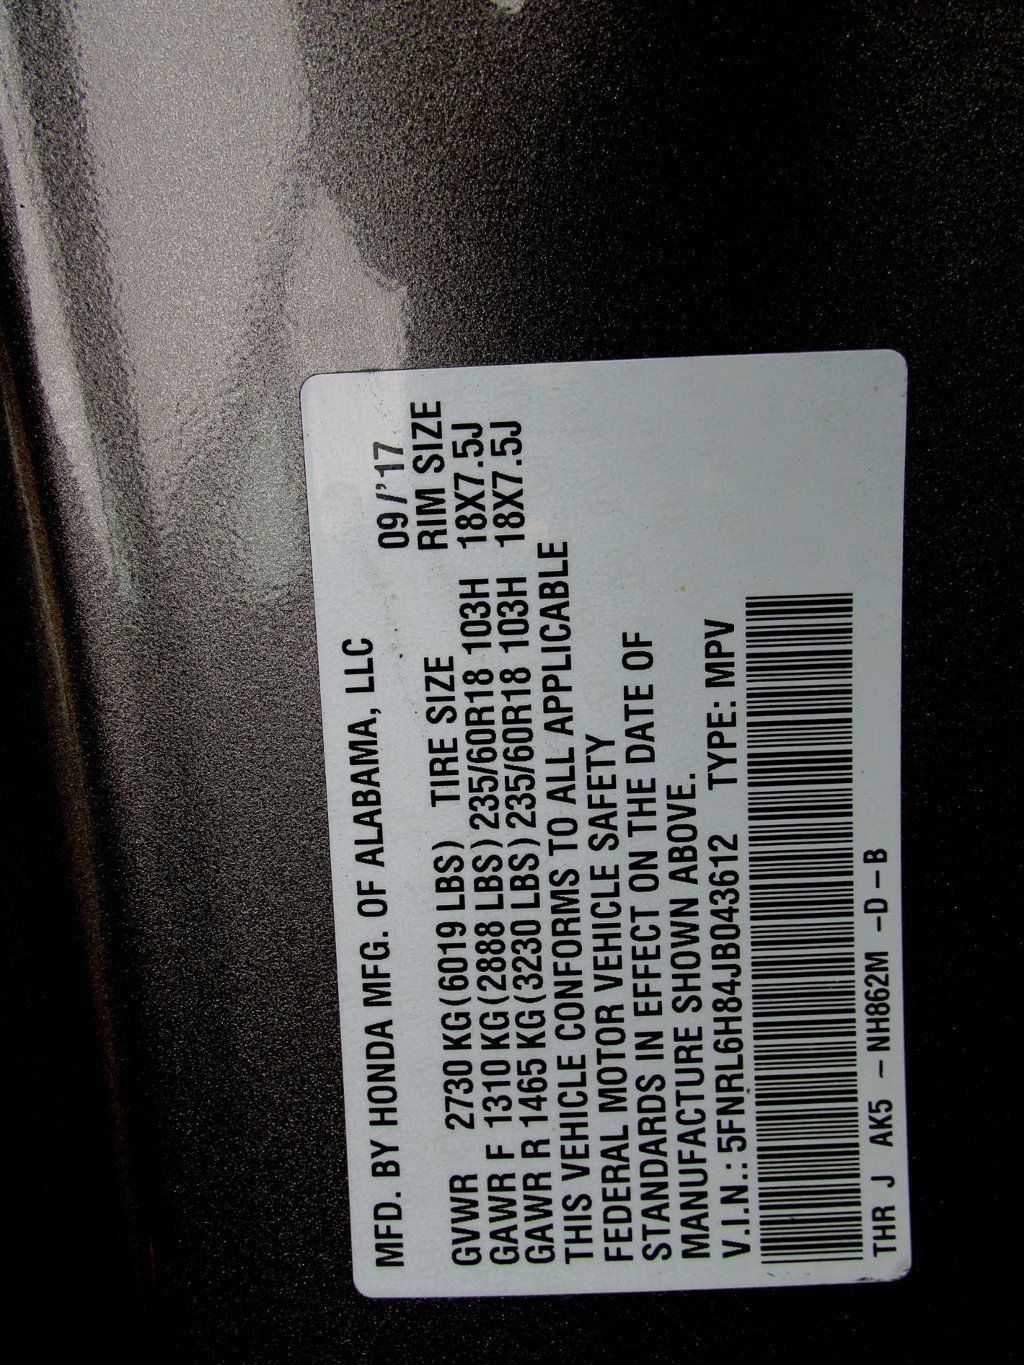 MFD. BY HONDA MFG. OF ALABAMA, LLC
09/'17
GVWR 2730 KG(6019 LBS) TIRE SIZE RIM SIZE
GAWR F 1310 KG(2888 LBS) 235/60R18 103H 18X7.5J
GAWR R 1465 KG(3230 LBS) 235/60R18 103H 18X7.5J
THIS VEHICLE CONFORMS TO ALL APPLICABLE
FEDERAL MOTOR VEHICLE SAFETY
STANDARDS IN EFFECT ON THE DATE OF
MANUFACTURE SHOWN ABOVE.
V.I.N.: 5FNRL6H84JB043612 TYPE: MPV
THR J AK5 - NH862M -D-B